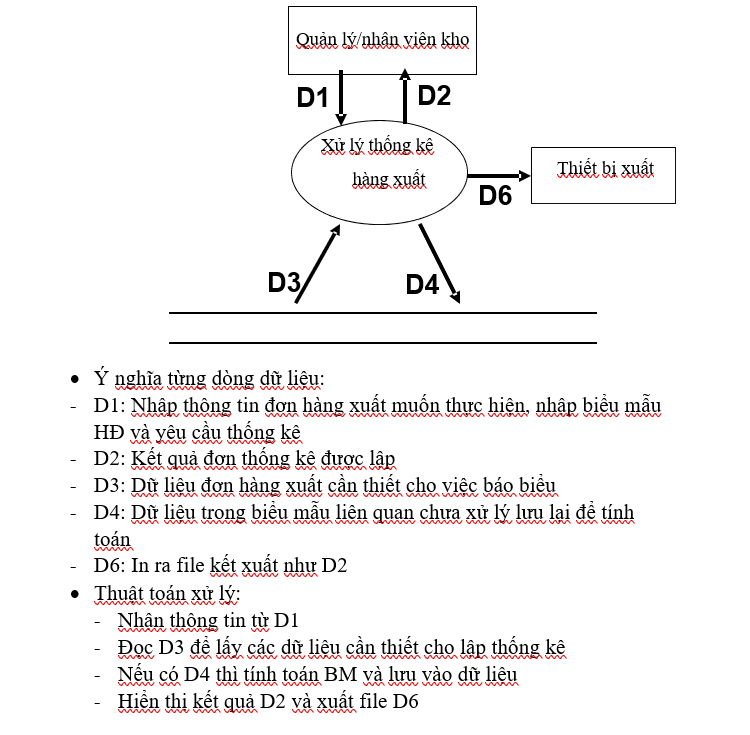 Quản lý/nhân viên kho
D1
D2
Xử lý thống kê
hàng xuất
Thiết bị xuất
D6
D3
D4
• Ý nghĩa từng dòng dữ liệu:
- D1: Nhập thông tin đơn hàng xuất muốn thực hiện, nhập biểu mẫu
HĐ và yêu cầu thống kê
- D2: Kết quả đơn thống kê được lập
- D3: Dữ liệu đơn hàng xuất cần thiết cho việc báo biểu
- D4: Dữ liệu trong biểu mẫu liên quan chưa xử lý lưu lại để tính
toán
- D6: In ra file kết xuất như D2
• Thuật toán xử lý:
- Nhận thông tin từ D1
- Đọc D3 để lấy các dữ liệu cần thiết cho lập thống kê
- Nếu có D4 thì tính toán BM và lưu vào dữ liệu
- Hiển thị kết quả D2 và xuất file D6